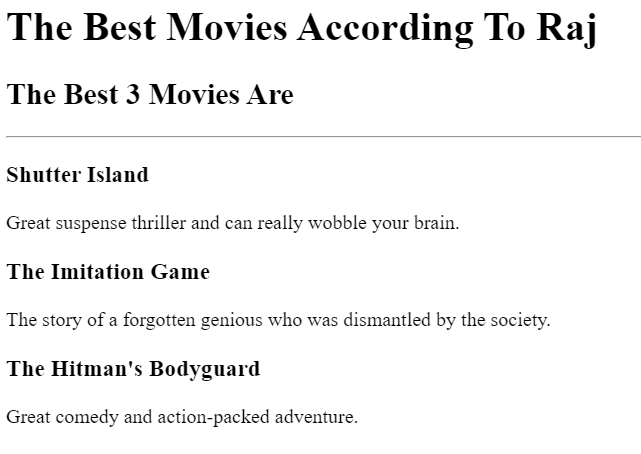 The Best Movies According To Raj
The Best 3 Movies Are
Shutter Island
Great suspense thriller and can really wobble your brain.
The Imitation Game
The story of a forgotten genious who was dismantled by the society.
The Hitman's Bodyguard
Great comedy and action-packed adventure.